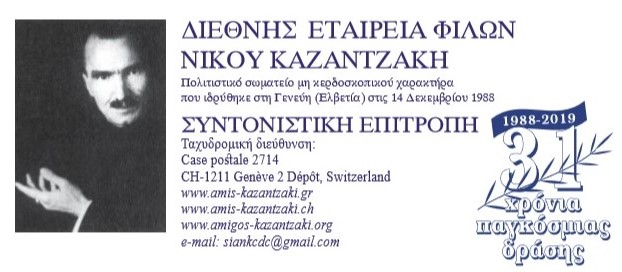 ΔΙΕΘΝΗΣ ΕΤΑΙΡΕΙΑ ΦΙΛΩΝ
ΝΙΚΟΥ ΚΑΖΑΝΤΖΑΚΗ
Πολιτιστικό σωματείο μη κερδοσκοπικού χαρακτήρα
που ιδρύθηκε στη Γενεύη (Ελβετία) στις 14 Δεκεμβρίου 1988
ΣΥΝΤΟΝΙΣΤΙΚΗ ΕΠΙΤΡΟΠΗ
Ταχυδρομική διεύθυνση:
Case postale 2714
CH-1211 Genève 2 Dépôt, Switzerland
www.amis-kazantzaki.gr
www.amis-kazantzaki.ch
www.amigos-kazantzaki.org
e-mail: siankcdc@gmail.com
1988-2019
31
χρόνια
παγκόσμιας
δράσης